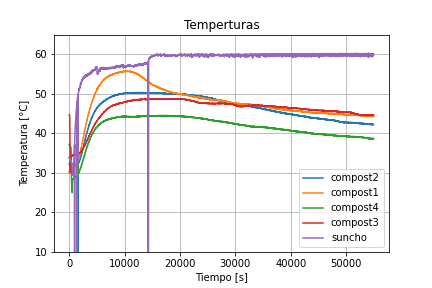 Temperturas
60
50
40
30
20
10
Temperatura [°C]
0
10000
20000
30000
40000
50000
Tiempo [s]
compost2
compost1
compost4
compost3
suncho